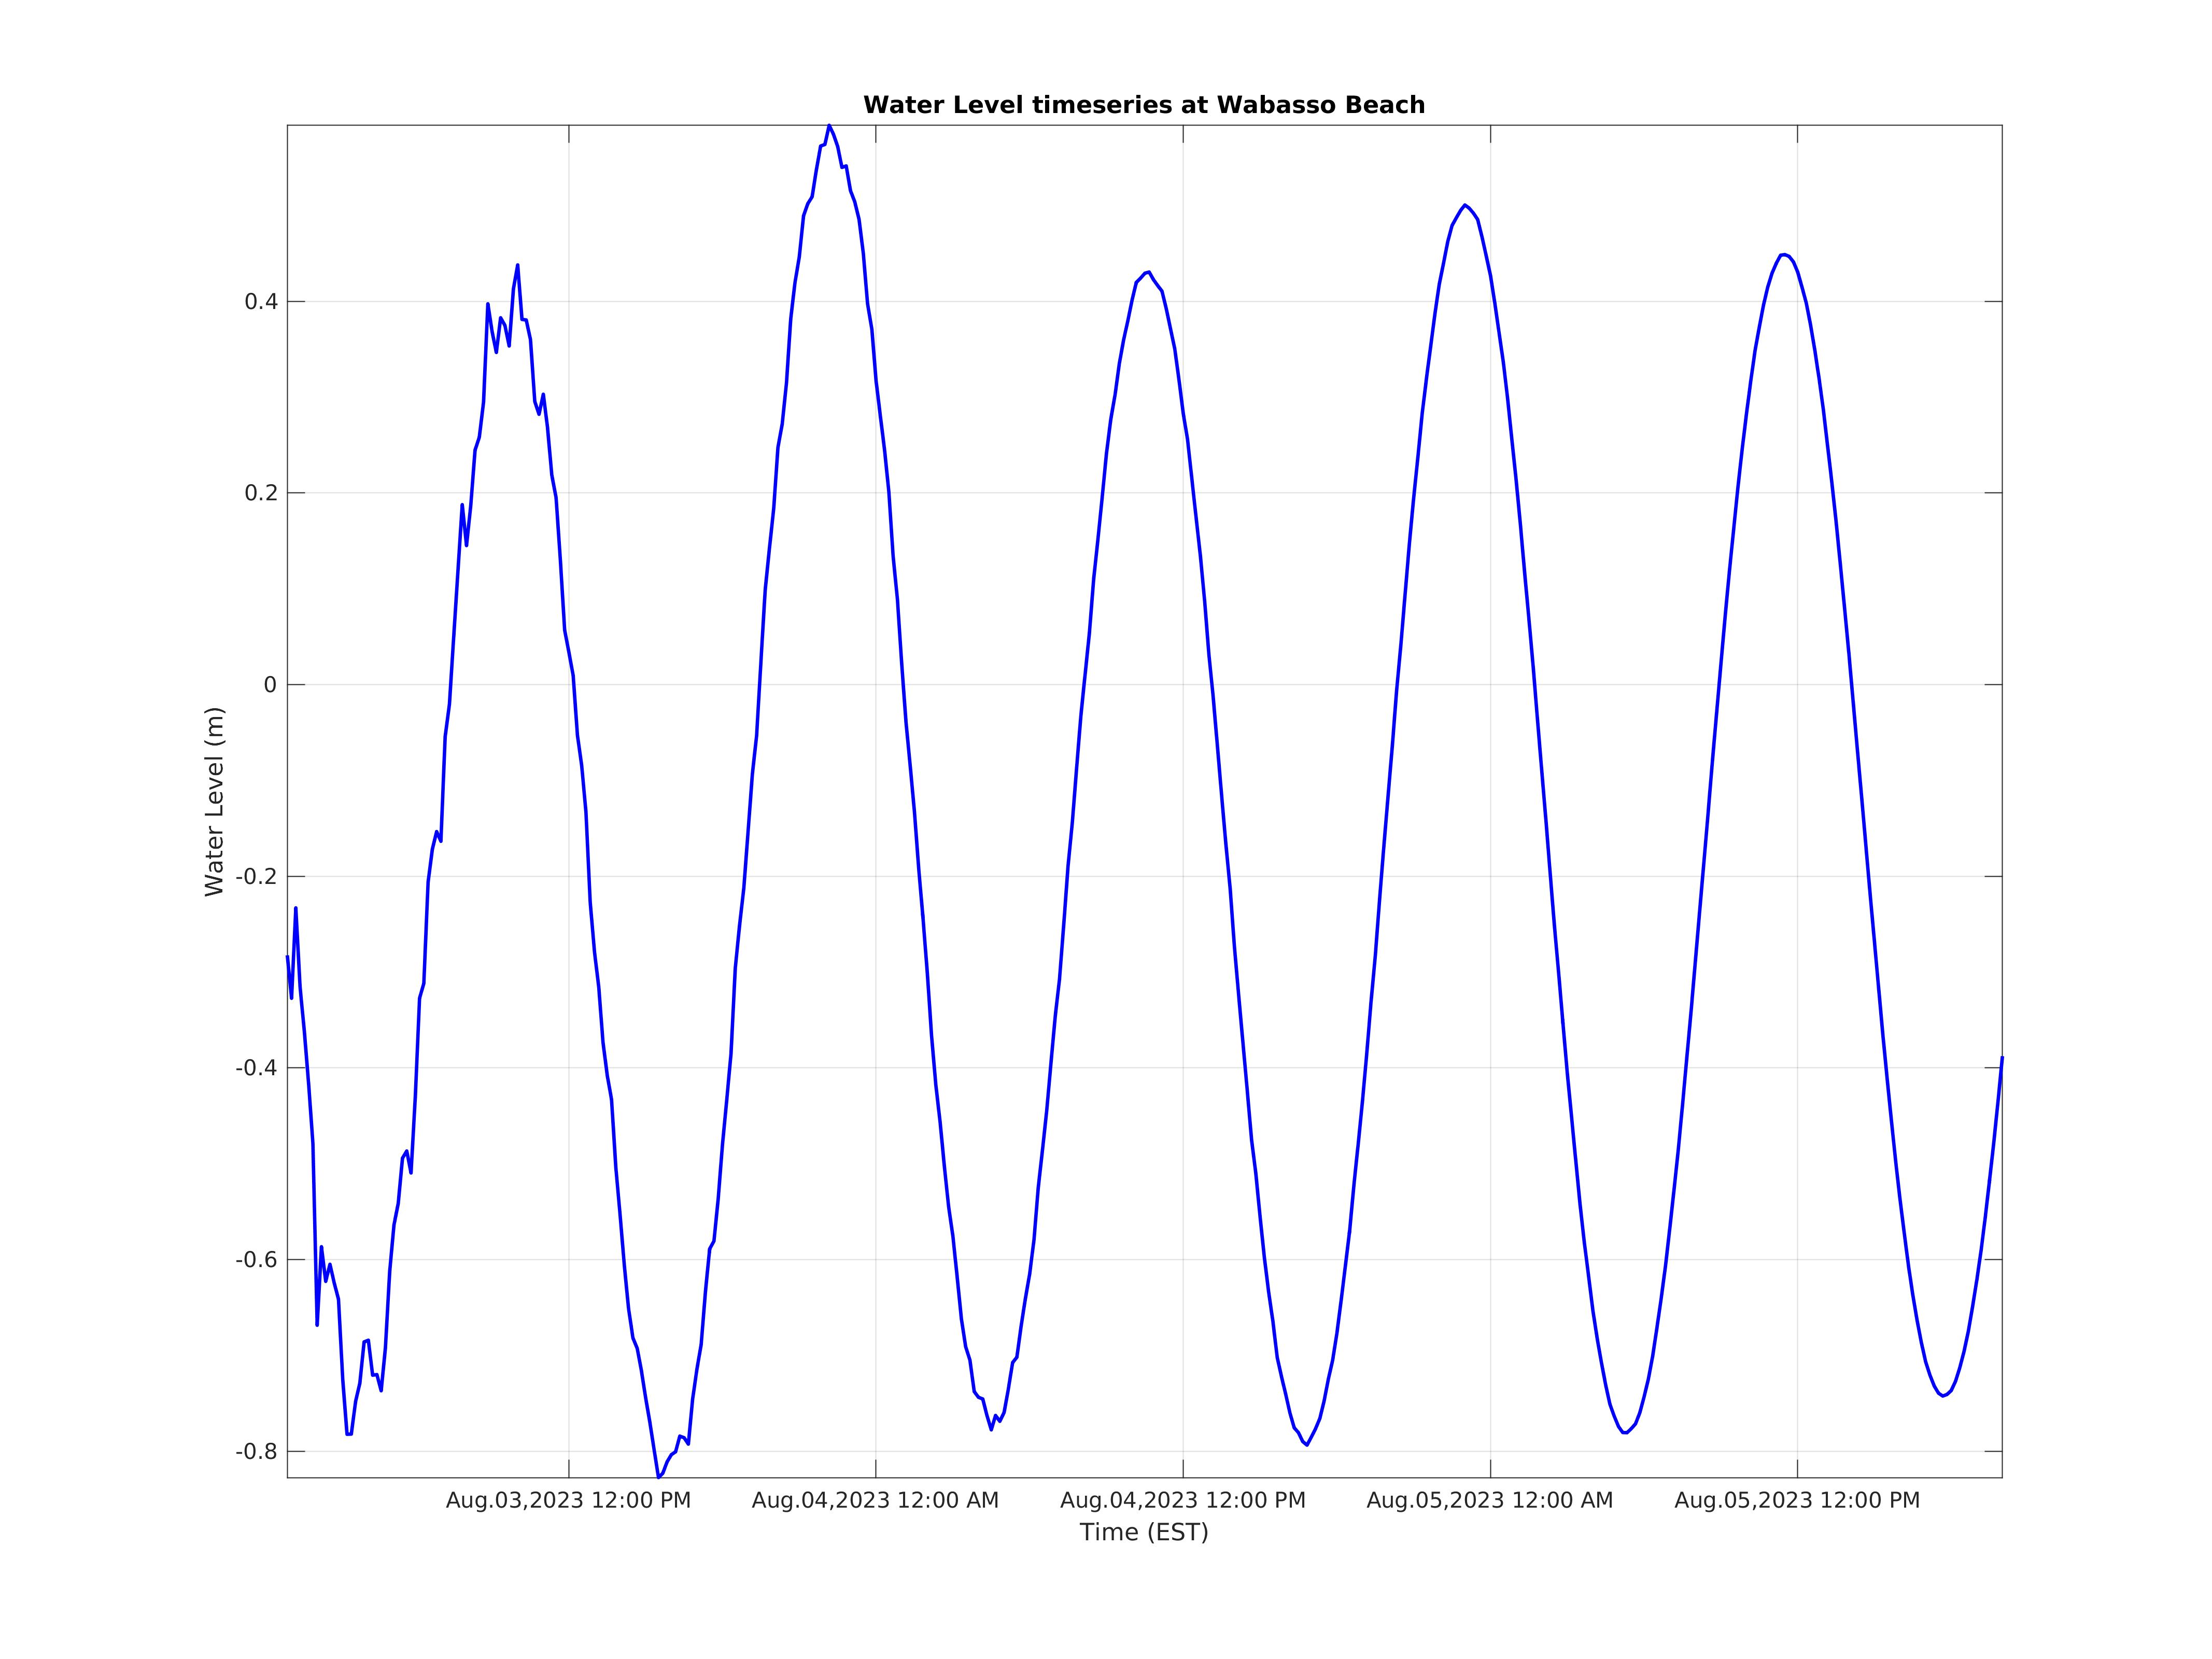 Water Level timeseries at Wabasso Beach
0.4
0.2
0
-0.2
-0.4
-0.6
-0.8
Water Level (m)
Aug.03,2023 12:00 PM Aug.04,2023 12:00 AM Aug.04,2023 12:00 PM Aug.05,2023 12:00 AM Aug.05,2023 12:00 PM
Time (EST)